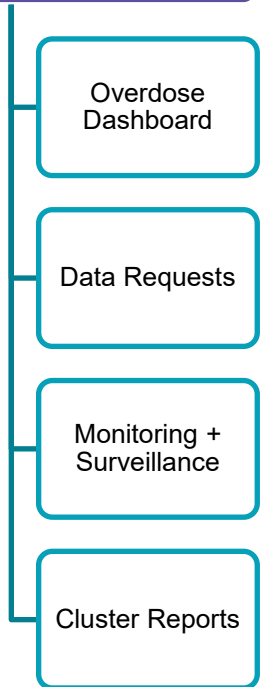 Overdose
Dashboard
Data Requests
Monitoring +
Surveillance
Cluster Reports